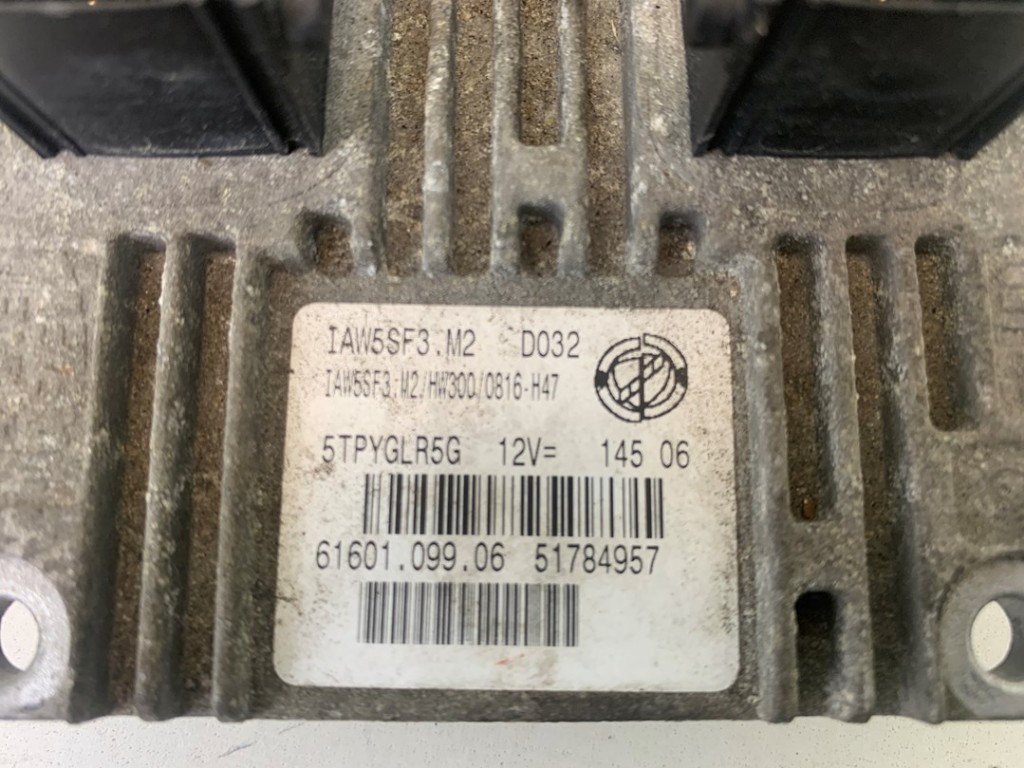 IAW5SF3.M2 D032
IAW5SF3.M2/HW300/0816-H47
5TPYGLR5G 12V= 145 06
61601.099.06 51784957